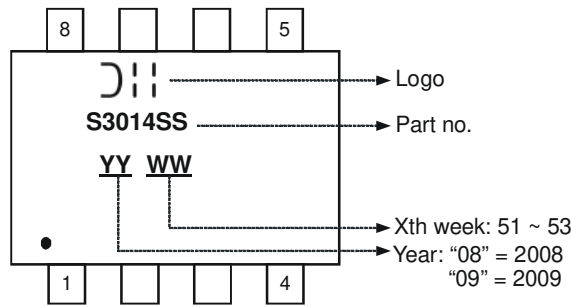 8 5
Logo
S3014SS Part no.
YY WW
Xth week: 51 ~ 53
Year: “08” = 2008
“09” = 2009
1 4